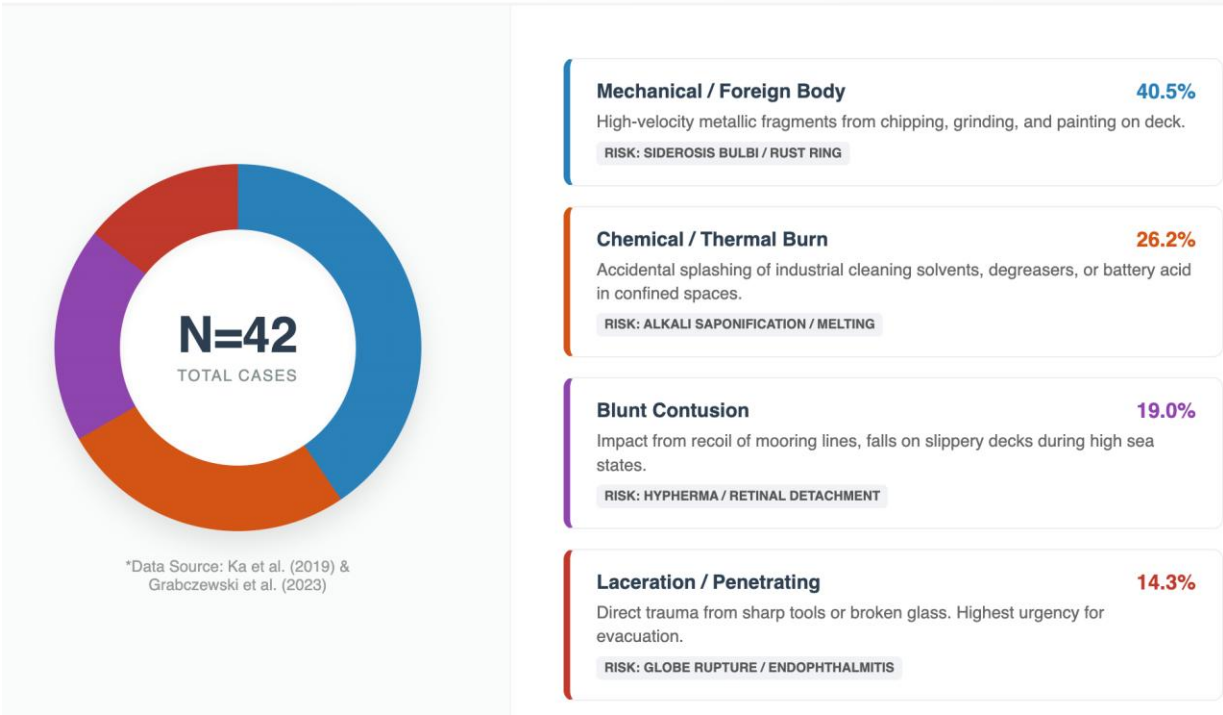 N=42
TOTAL CASES
*Data Source: Ka et al. (2019) &
Grabczewski et al. (2023)
Mechanical / Foreign Body
40.5%
High-velocity metallic fragments from chipping, grinding, and painting on deck.
RISK: SIDEROSIS BULBI / RUST RING
Chemical / Thermal Burn
26.2%
Accidental splashing of industrial cleaning solvents, degreasers, or battery acid
in confined spaces.
RISK: ALKALI SAPONIFICATION / MELTING
Blunt Contusion
19.0%
Impact from recoil of mooring lines, falls on slippery decks during high sea
states.
RISK: HYPHERMA / RETINAL DETACHMENT
Laceration / Penetrating
14.3%
Direct trauma from sharp tools or broken glass. Highest urgency for
evacuation.
RISK: GLOBE RUPTURE / ENDOPHTHALMITIS